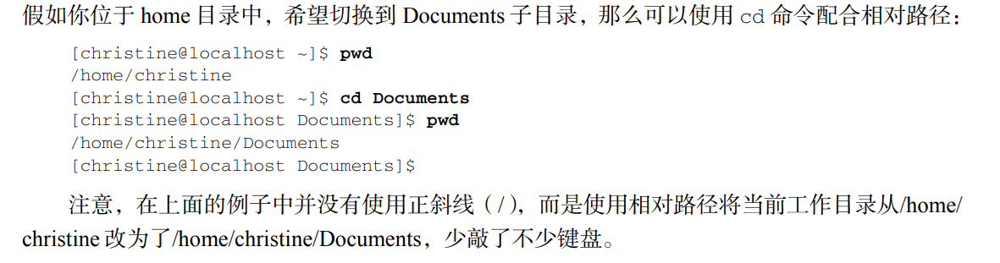 假如你位于 home 目录中，希望切换到 Documents 子目录，那么可以使用 cd 命令配合相对路径：
[christine@localhost ~]$ pwd
/home/christine
[christine@localhost ~]$ cd Documents
[christine@localhost Documents]$ pwd
/home/christine/Documents
[christine@localhost Documents]$
注意，在上面的例子中并没有使用正斜线（/），而是使用相对路径将当前工作目录从/home/
christine 改为了/home/christine/Documents，少敲了不少键盘。